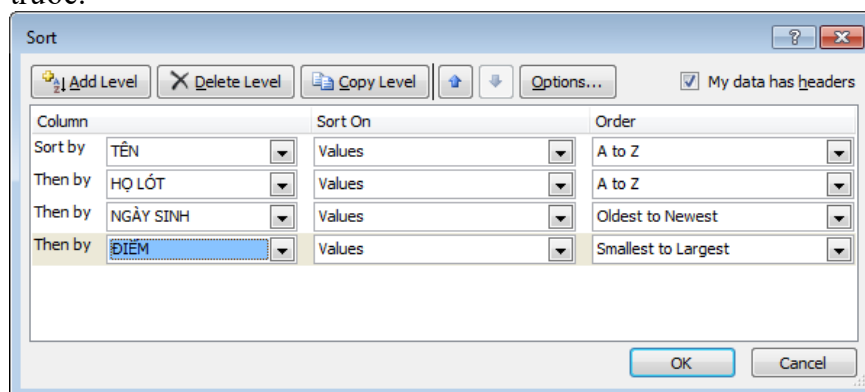 trước.
Sort
Add Level Delete Level Copy Level Options... My data has headers
Column Sort On Order
Sort by TÊN Values A to Z
Then by HỌ LÓT Values A to Z
Then by NGÀY SINH Values Oldest to Newest
Then by ĐIỂM Values Smallest to Largest
OK Cancel